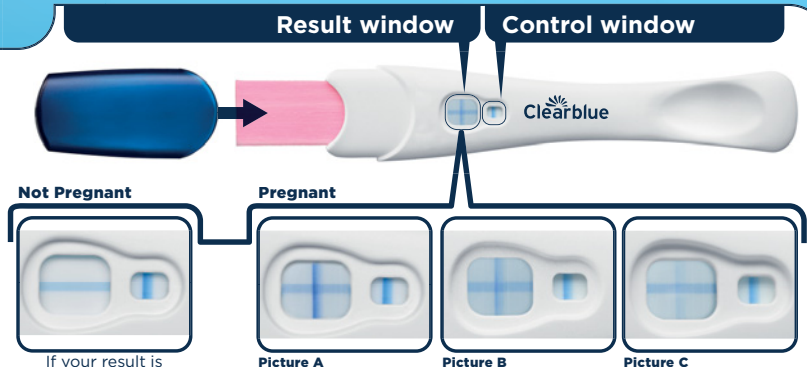 Result window
Control window
Clearblue
Not Pregnant
Pregnant
If your result is
Picture A
Picture B
Picture C